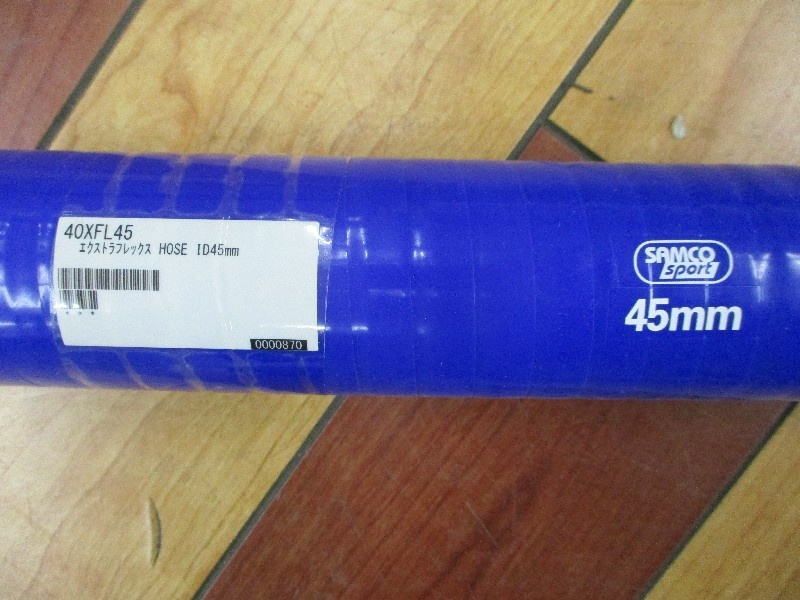 40XFL45
エクストラフレックス HOSE ID45mm
0000870
SAMCO
sport
45mm